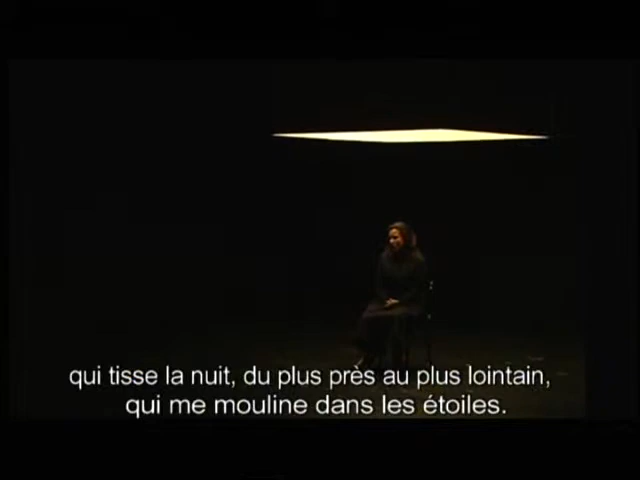 qui tisse la nuit, du plus près au plus lointain,
qui me mouline dans les étoiles.